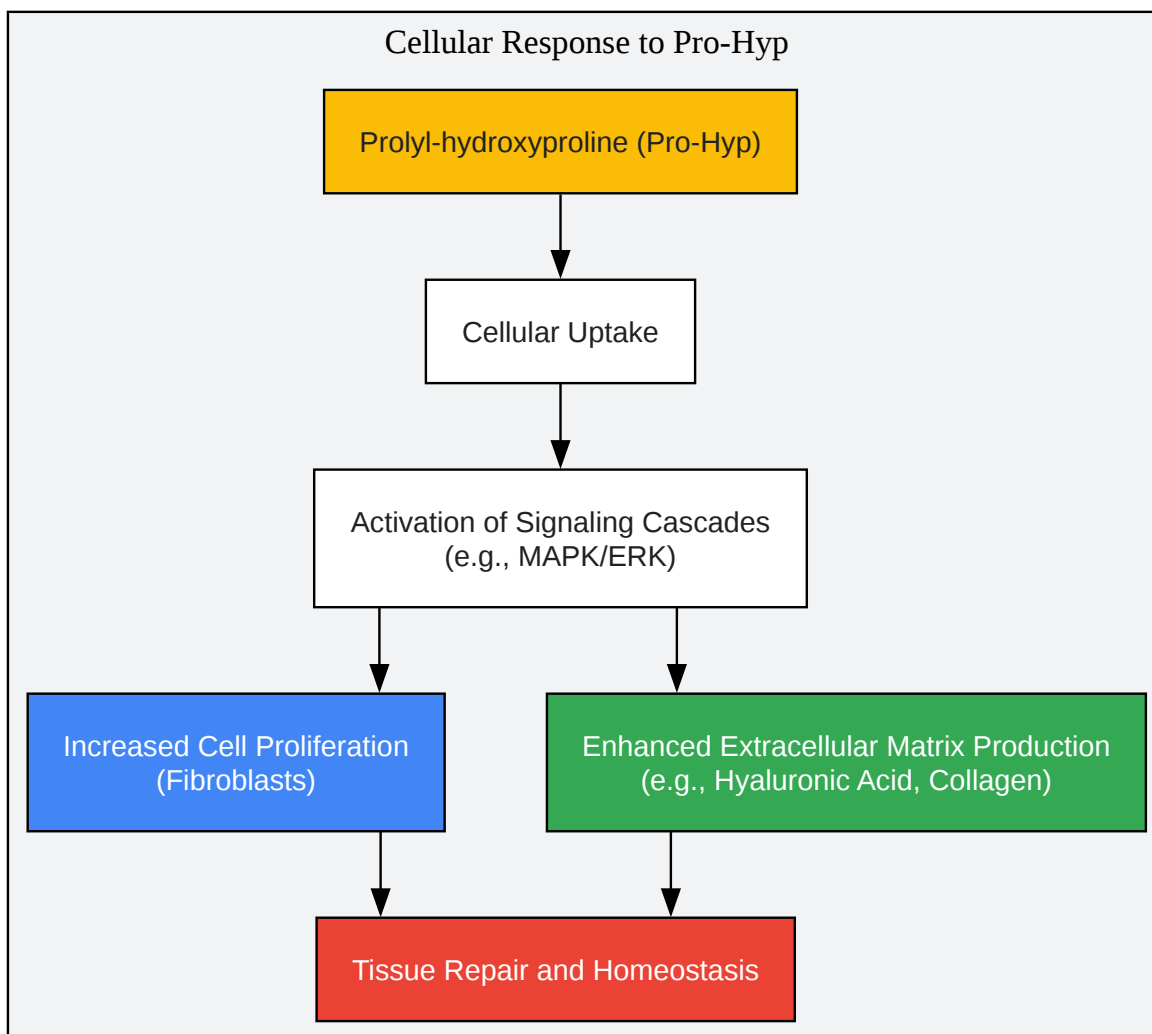 Cellular Response to Pro-Hyp
Prolyl-hydroxyproline (Pro-Hyp)
Cellular Uptake
Activation of Signaling Cascades
(e.g., MAPK/ERK)
Increased Cell Proliferation
(Fibroblasts)
Enhanced Extracellular Matrix Production
(e.g., Hyaluronic Acid, Collagen)
Tissue Repair and Homeostasis